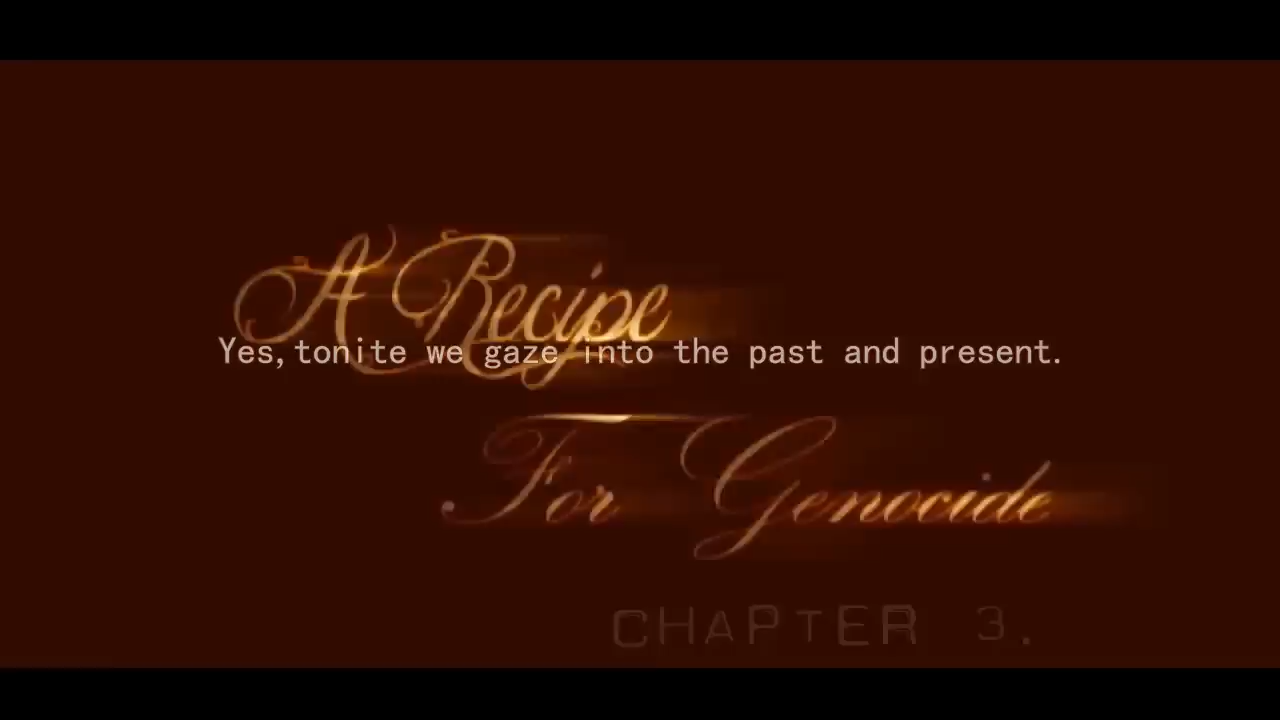 A Recipe
Yes,tonite we gaze into the past and present.
For Genocide
CHAPTER 3.